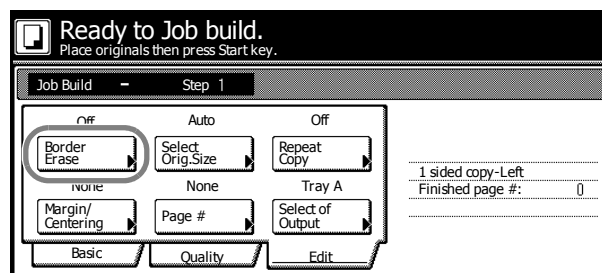 Ready to Job build.
Place originals then press Start key.
Job Build – Step 1
Off Auto Off
Border Erase
Select Orig.Size
Repeat Copy
None None Tray A
Margin/ Centering
Page #
Select of Output
Basic Quality Edit
1 sided copy-Left
Finished page #: 0